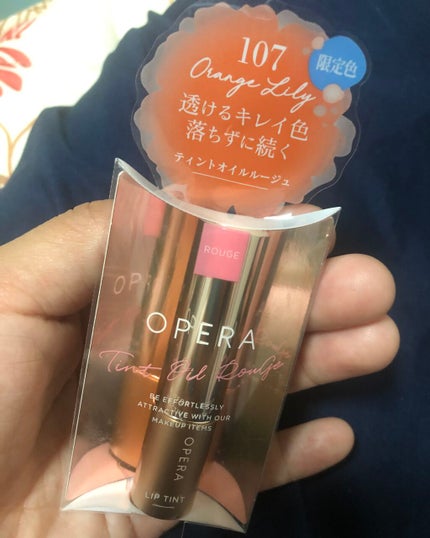 107
限定色
Orange Lily
透けるキレイ色
落ちずに続く
ティントオイルルージュ
ROUGE
OP
OPERA
Tint Oil Rouge
BE EFFORTLESSLY
ATTRACTIVE WITH OUR
MAKEUP ITEMS
OPERA
LIP TINT